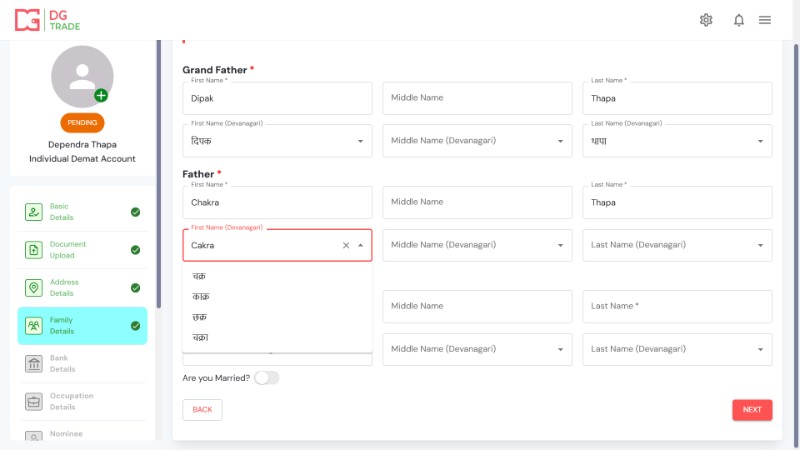 DG
TRADE
PENDING
Dependra Thapa
Individual Demat Account
Basic
Details
Document
Upload
Address
Details
Family
Details
Bank
Details
Occupation
Details
Nominee
Grand Father *
First Name *
Dipak
Middle Name
Last Name *
Thapa
First Name (Devanagari)
दिपक
Middle Name (Devanagari)
Last Name (Devanagari)
थापा
Father *
First Name *
Chakra
Middle Name
Last Name *
Thapa
First Name (Devanagari)
Cakra
Middle Name (Devanagari)
Last Name (Devanagari)
चक्र
काक्र
छक्र
चक्रा
Middle Name
Last Name *
Middle Name (Devanagari)
Last Name (Devanagari)
Are you Married?
BACK
NEXT